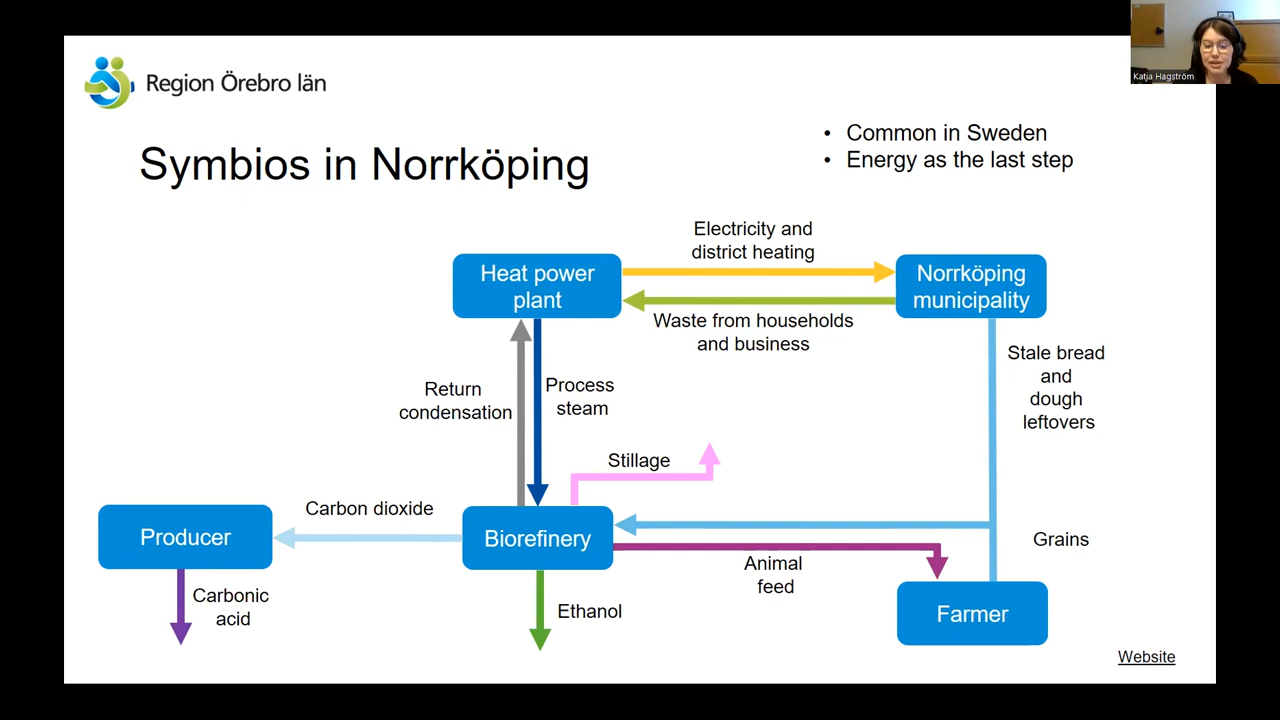 Katja Hagström
Region Örebro län
Symbios in Norrköping
• Common in Sweden
• Energy as the last step
Electricity and
district heating
Heat power
plant
Norrköping
municipality
Waste from households
and business
Stale bread
and
dough
leftovers
Return
condensation
Process
steam
Stillage
Carbon dioxide
Producer
Biorefinery
Grains
Animal
feed
Carbonic
acid
Ethanol
Farmer
Website